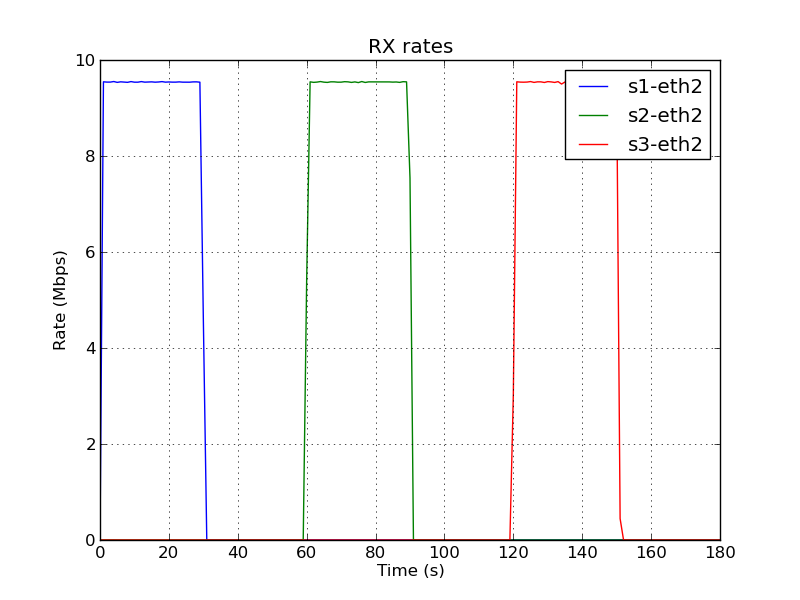 RX rates
10
8
6
4
2
0
Rate (Mbps)
s1-eth2
s2-eth2
s3-eth2
0 20 40 60 80 100 120 140 160 180
Time (s)